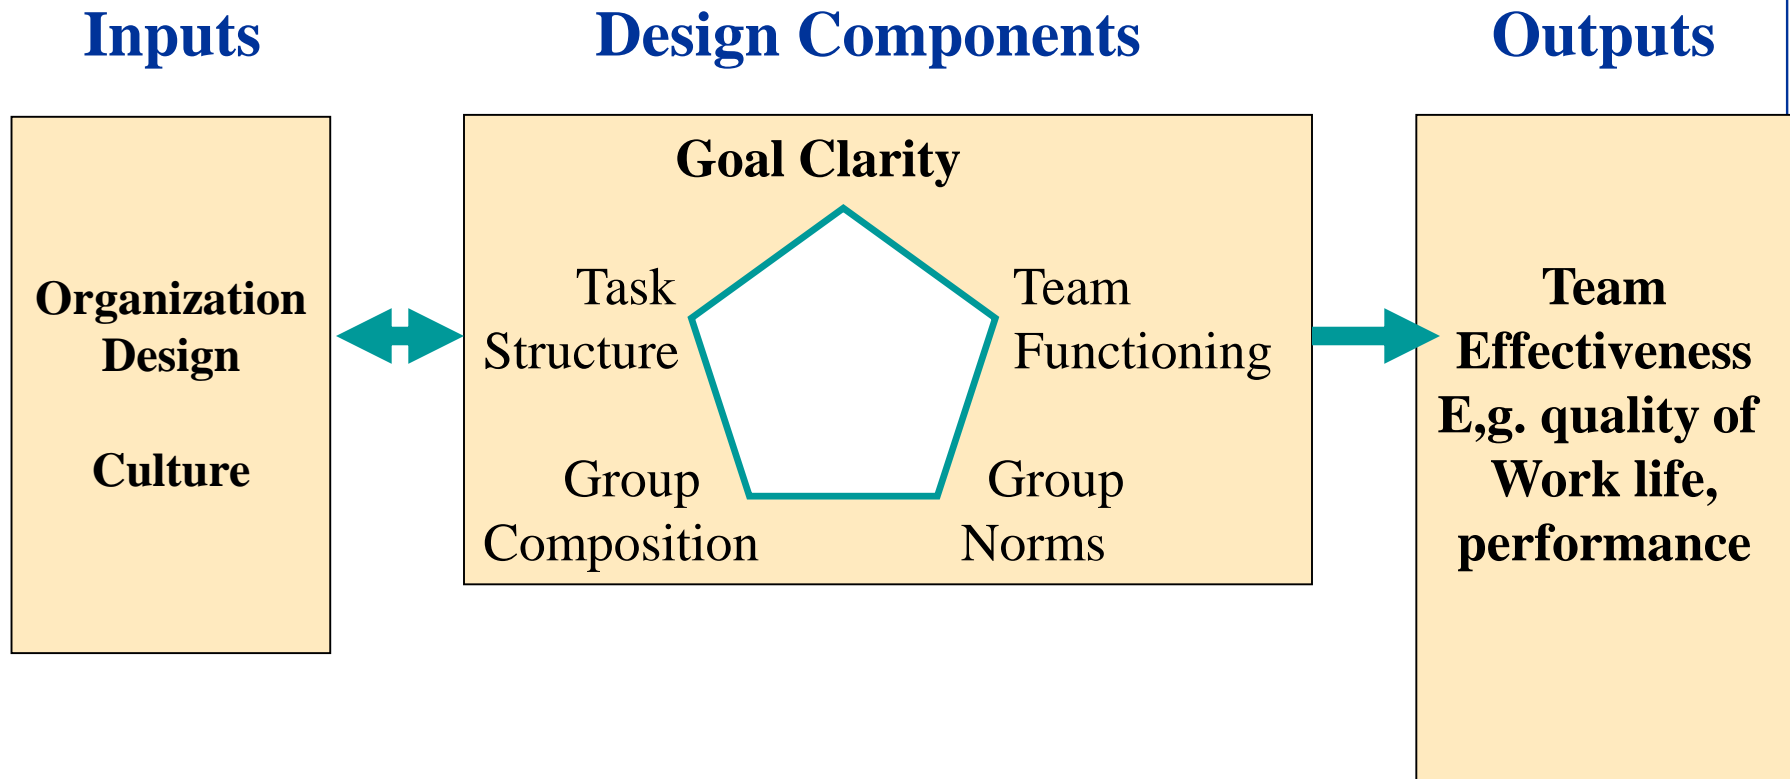 Inputs
Design Components
Outputs
Organization
Design
Culture
Goal Clarity
Task
Structure
Team
Functioning
Group
Composition
Group
Norms
Team
Effectiveness
E,g. quality of
Work life,
performance